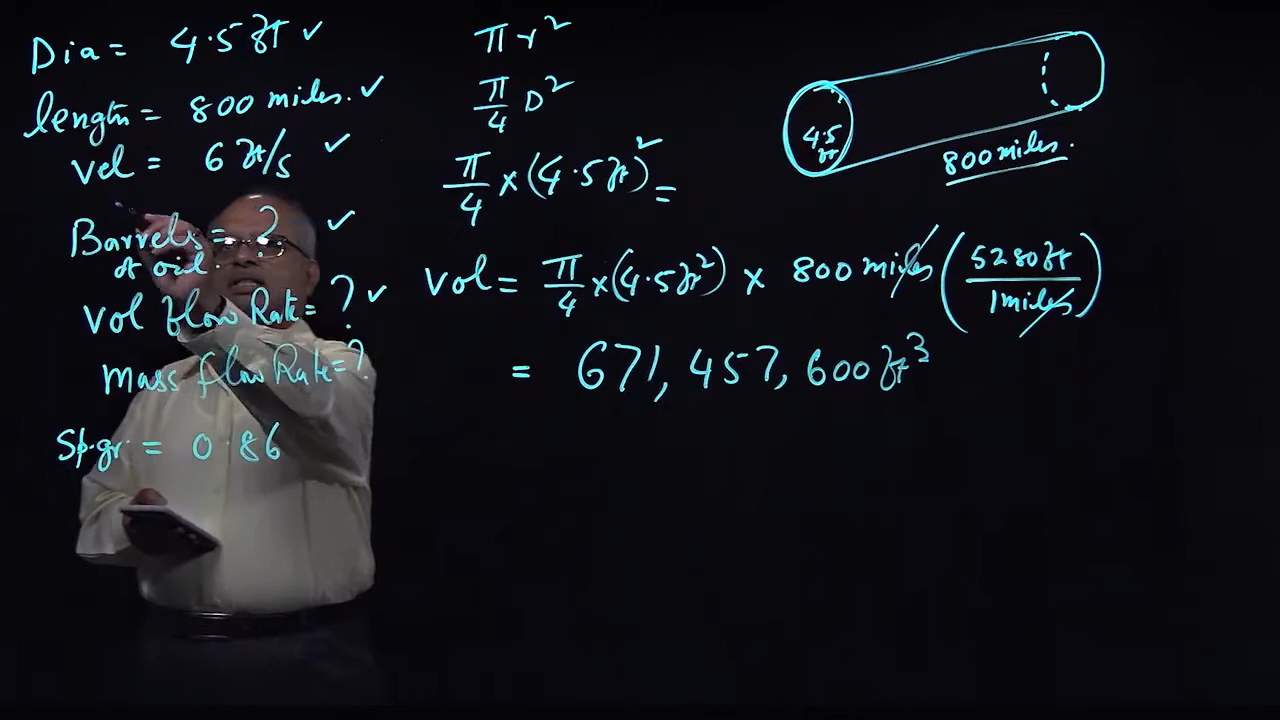 Dia = 4.5 ft ✓
length = 800 miles. ✓
vel = 6 ft/s ✓
Barrels = ? ✓
of oil.
Vol flow Rate = ? ✓
Mass flow Rate = ?
Sp.gr. = 0.86
π r²
π/4 D²
π/4 × (4.5 ft)² =
Vol = π/4 × (4.5 ft²) × 800 miles (5280 ft / 1 miles)
= 671,457,600 ft³
4.5
ft
800 miles.